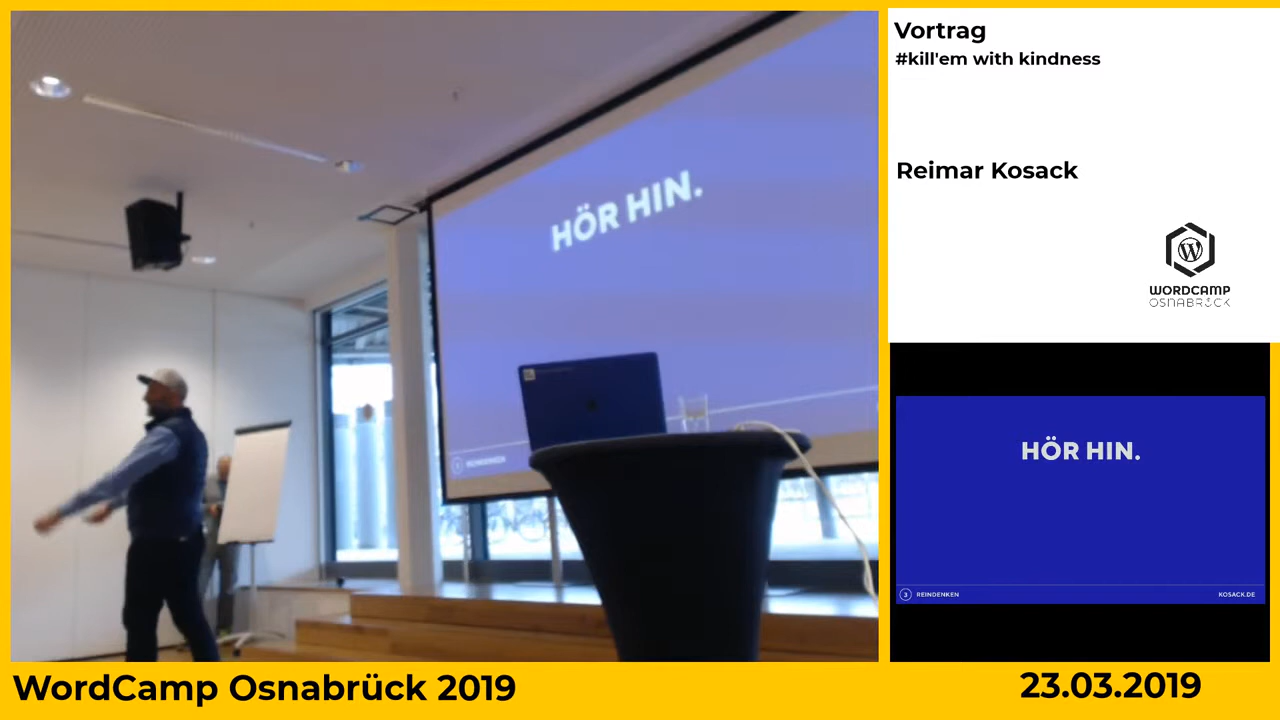 Vortrag
#kill'em with kindness
Reimar Kosack
WORDCAMP
OSNABRÜCK
HÖR HIN.
REINDENKEN
HÖR HIN.
3 REINDENKEN
KOSACK.DE
WordCamp Osnabrück 2019
23.03.2019